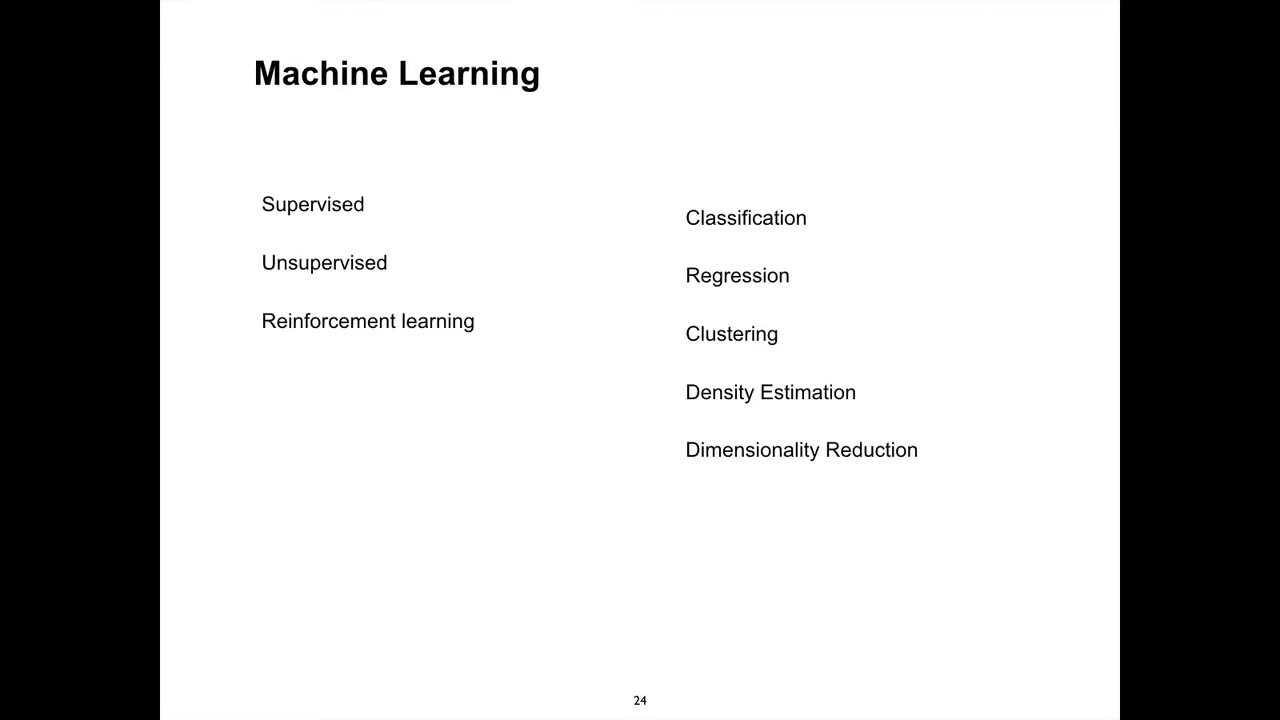 Machine Learning
Supervised
Unsupervised
Reinforcement learning
Classification
Regression
Clustering
Density Estimation
Dimensionality Reduction
24